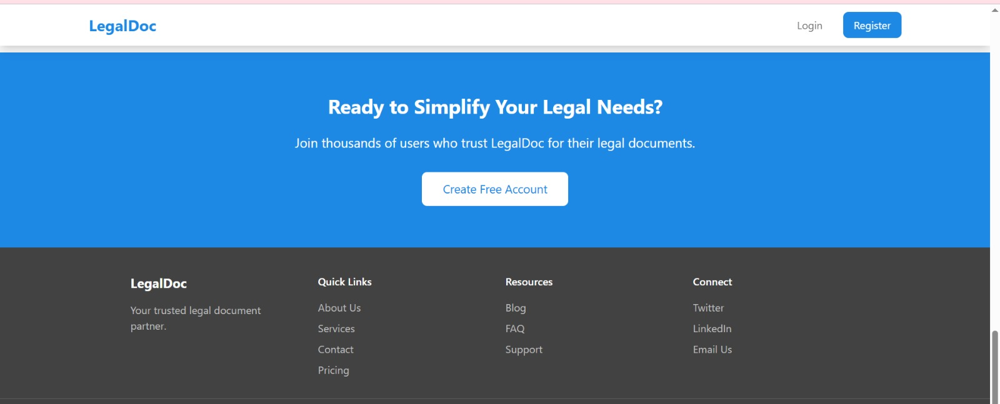 LegalDoc
Login
Register
Ready to Simplify Your Legal Needs?
Join thousands of users who trust LegalDoc for their legal documents.
Create Free Account
LegalDoc
Your trusted legal document
partner.
Quick Links
About Us
Services
Contact
Pricing
Resources
Blog
FAQ
Support
Connect
Twitter
LinkedIn
Email Us